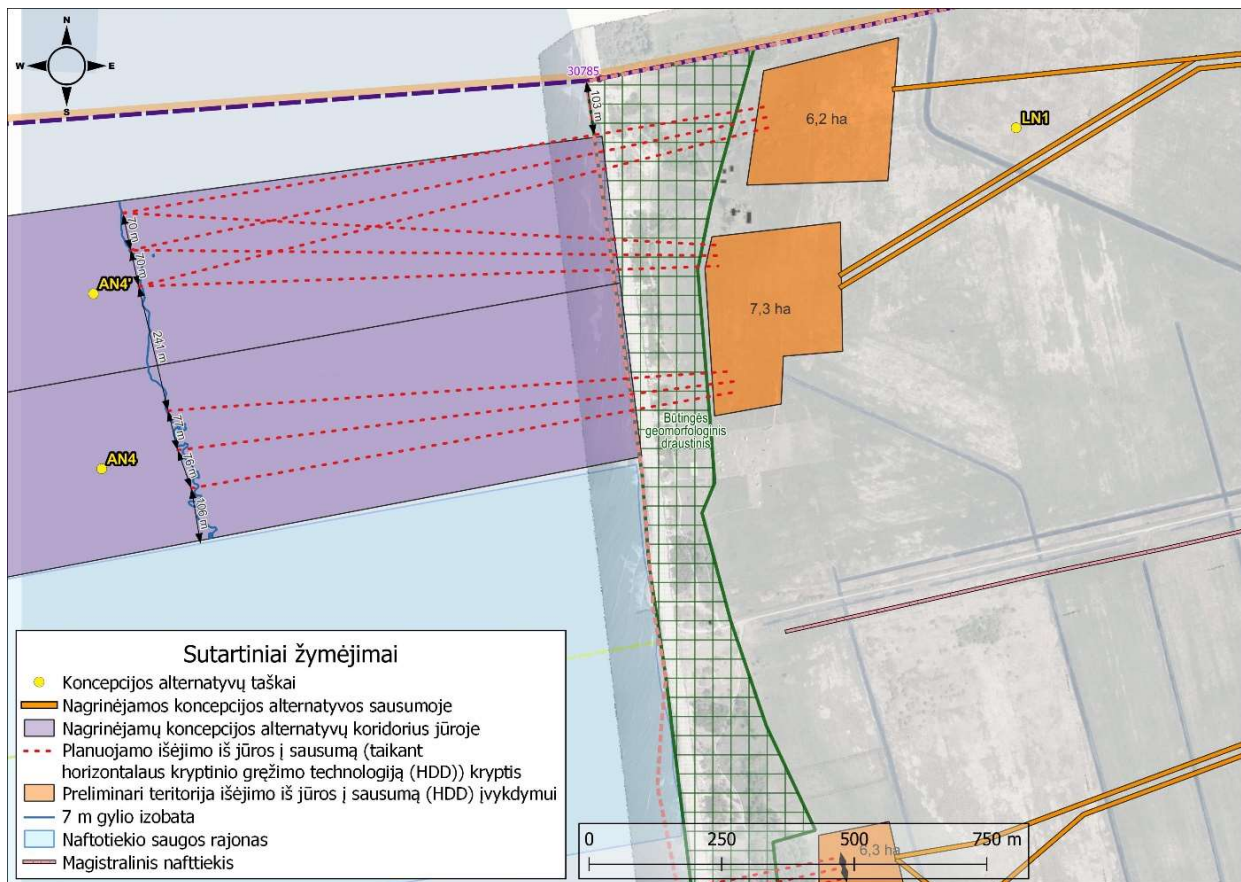 N
W
E
S
30785
103 m
6,2 ha
LN1
70 m
70 m
AN4'
241 m
7,3 ha
77 m
76 m
AN4
106 m
Būtingės
geomorfologinis
draustinis
Sutartiniai žymėjimai
Koncepcijos alternatyvų taškai
Nagrinėjamos koncepcijos alternatyvos sausumoje
Nagrinėjamų koncepcijos alternatyvų koridorius jūroje
Planuojamo išėjimo iš jūros į sausumą (taikant
horizontalaus kryptinio gręžimo technologiją (HDD)) kryptis
Preliminari teritorija išėjimo iš jūros į sausumą (HDD) įvykdymui
7 m gylio izobata
Naftotiekio saugos rajonas
Magistralinis nafttiekis
0 250 500 750 m
6,3 ha